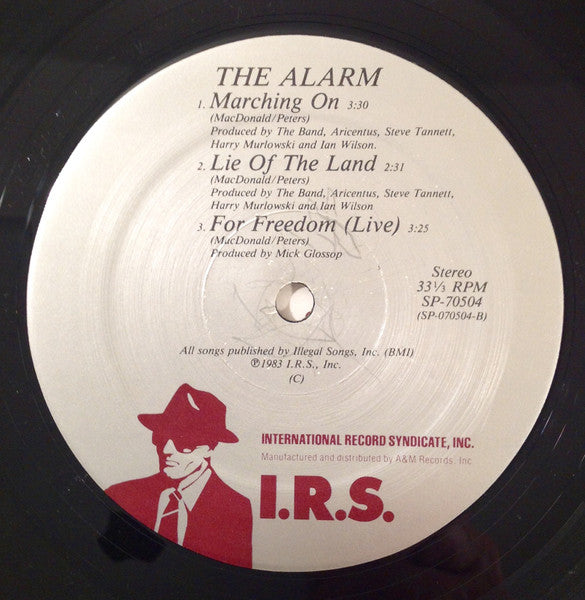 THE ALARM
1. Marching On 3:30
(MacDonald/Peters)
Produced by The Band, Aricentus, Steve Tannett,
Harry Murlowski and Ian Wilson.
2. Lie Of The Land 2:31
(MacDonald/Peters)
Produced by The Band, Aricentus, Steve Tannett,
Harry Murlowski and Ian Wilson
3. For Freedom (Live) 3:25
(MacDonald/Peters)
Produced by Mick Glossop
Stereo
33⅓ RPM
SP-70504
(SP-070504-B)
All songs published by Illegal Songs, Inc. (BMI)
℗1983 I.R.S., Inc.
(C)
INTERNATIONAL RECORD SYNDICATE, INC.
Manufactured and distributed by A&M Records, Inc
I.R.S.